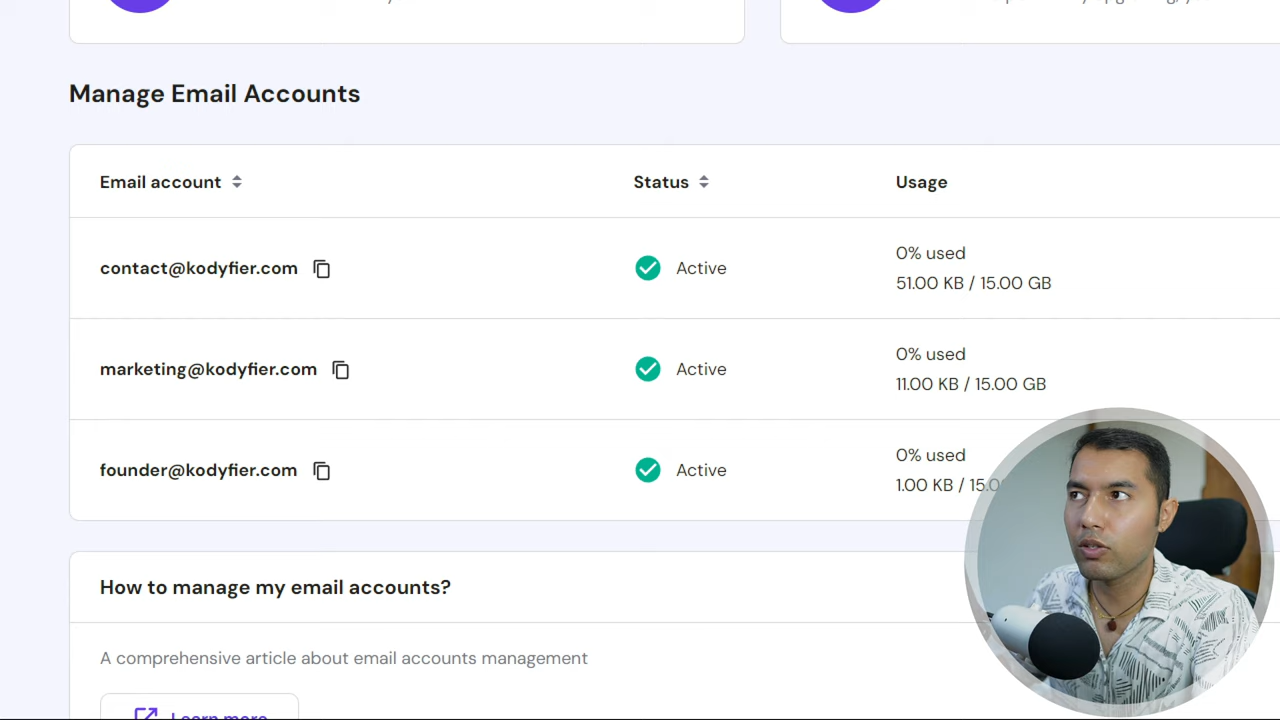 Manage Email Accounts
Email account Status Usage
contact@kodyfier.com Active 0% used
51.00 KB / 15.00 GB
marketing@kodyfier.com Active 0% used
11.00 KB / 15.00 GB
founder@kodyfier.com Active 0% used
1.00 KB /
How to manage my email accounts?
A comprehensive article about email accounts management
Learn more